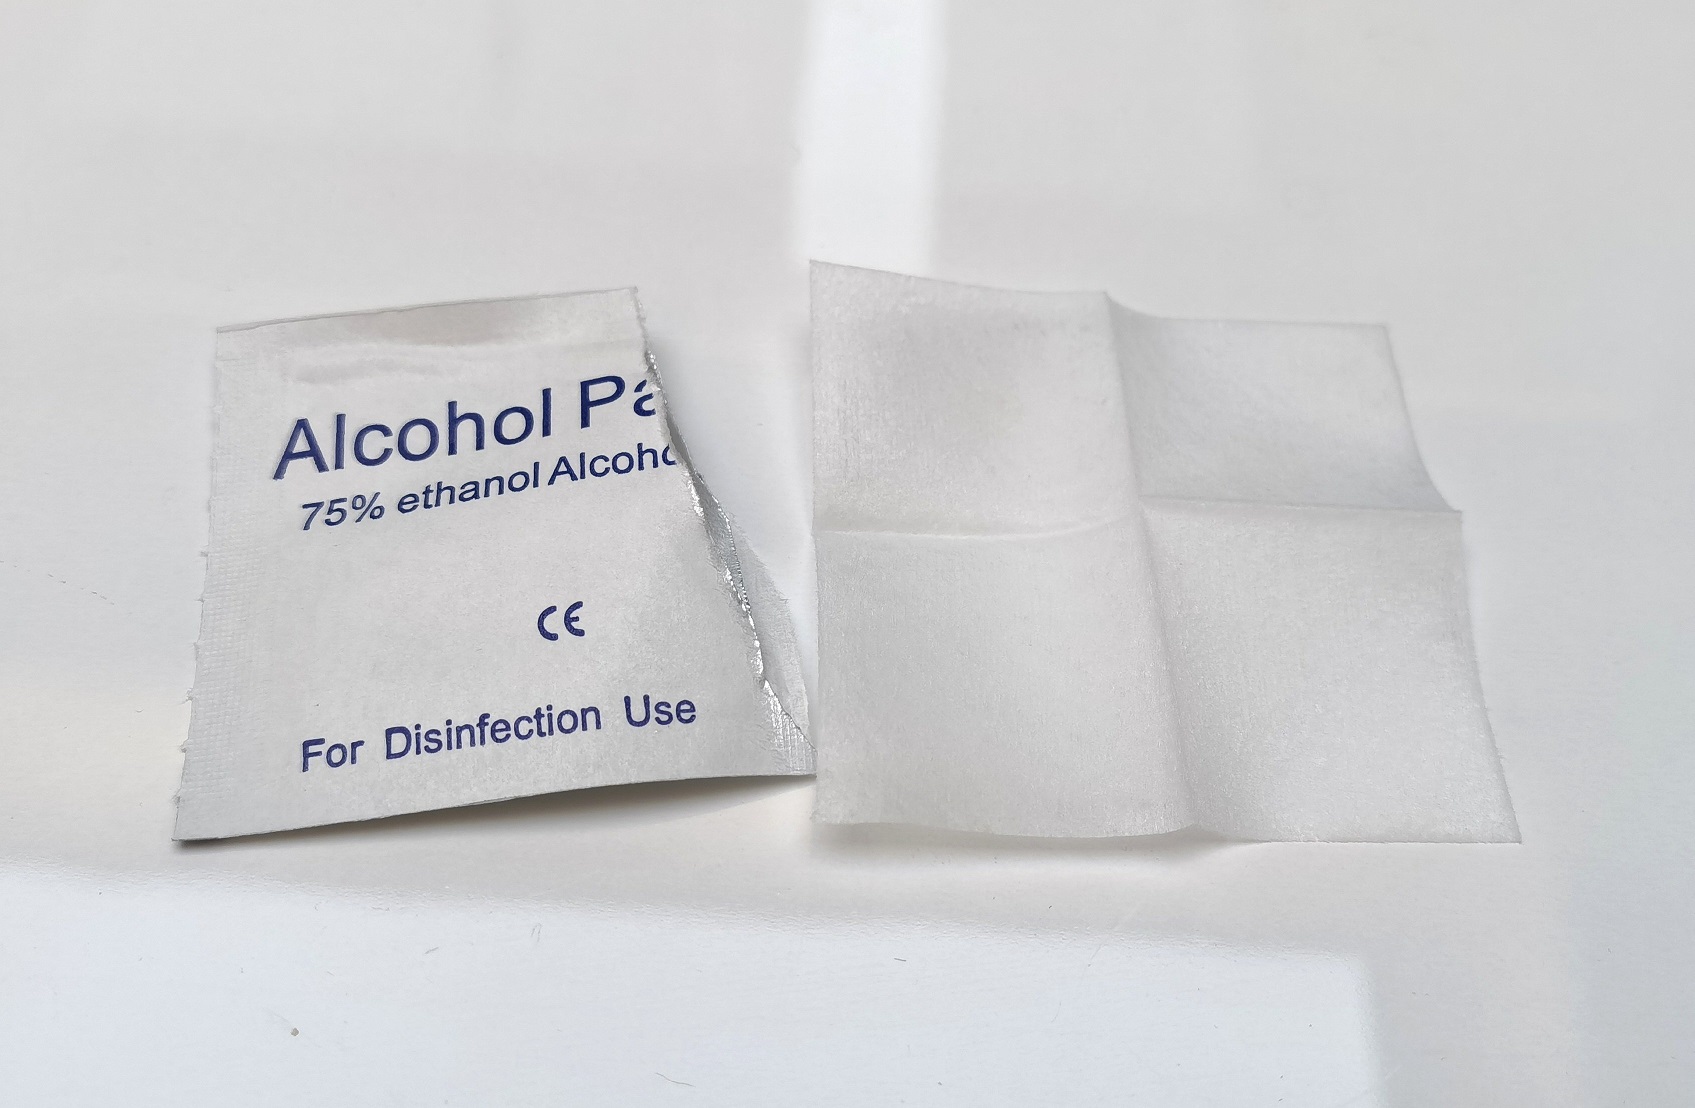 Alcohol Pa
75% ethanol Alcoho
CE
For Disinfection Use